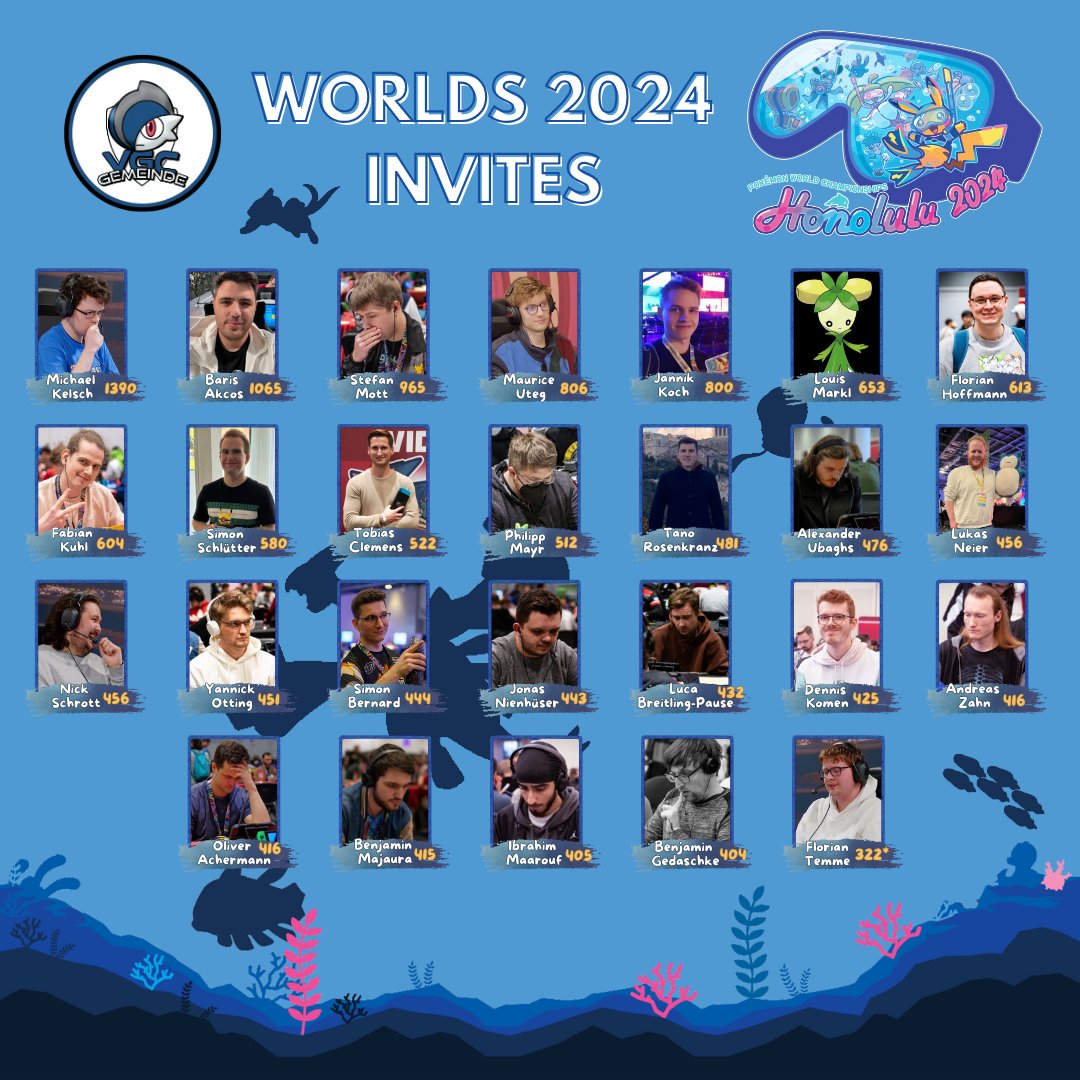 WORLDS 2024
INVITES
VGC
GEMEINDE
POKÉMON WORLD CHAMPIONSHIPS
Honolulu 2024
Michael
Kelsch 1390
Baris
Akcos 1065
Stefan
Mott 965
Maurice
Uteg 806
Jannik
Koch 800
Louis
Markl 653
Florian
Hoffmann 613
Fabian
Kuhl 604
Simon
Schlütter 580
Tobias
Clemens 522
Philipp
Mayr 512
Tano
Rosenkranz 481
Alexander
Ubaghs 476
Lukas
Neier 456
Nick
Schrott 456
Yannick
Otting 451
Simon
Bernard 444
Jonas
Nienhüser 443
Luca 432
Breitling-Pause
Dennis
Komen 425
Andreas
Zahn 416
Oliver 416
Achermann
Benjamin
Majaura 415
Ibrahim
Maarouf 405
Benjamin
Gedaschke 404
Florian
Temme 322*